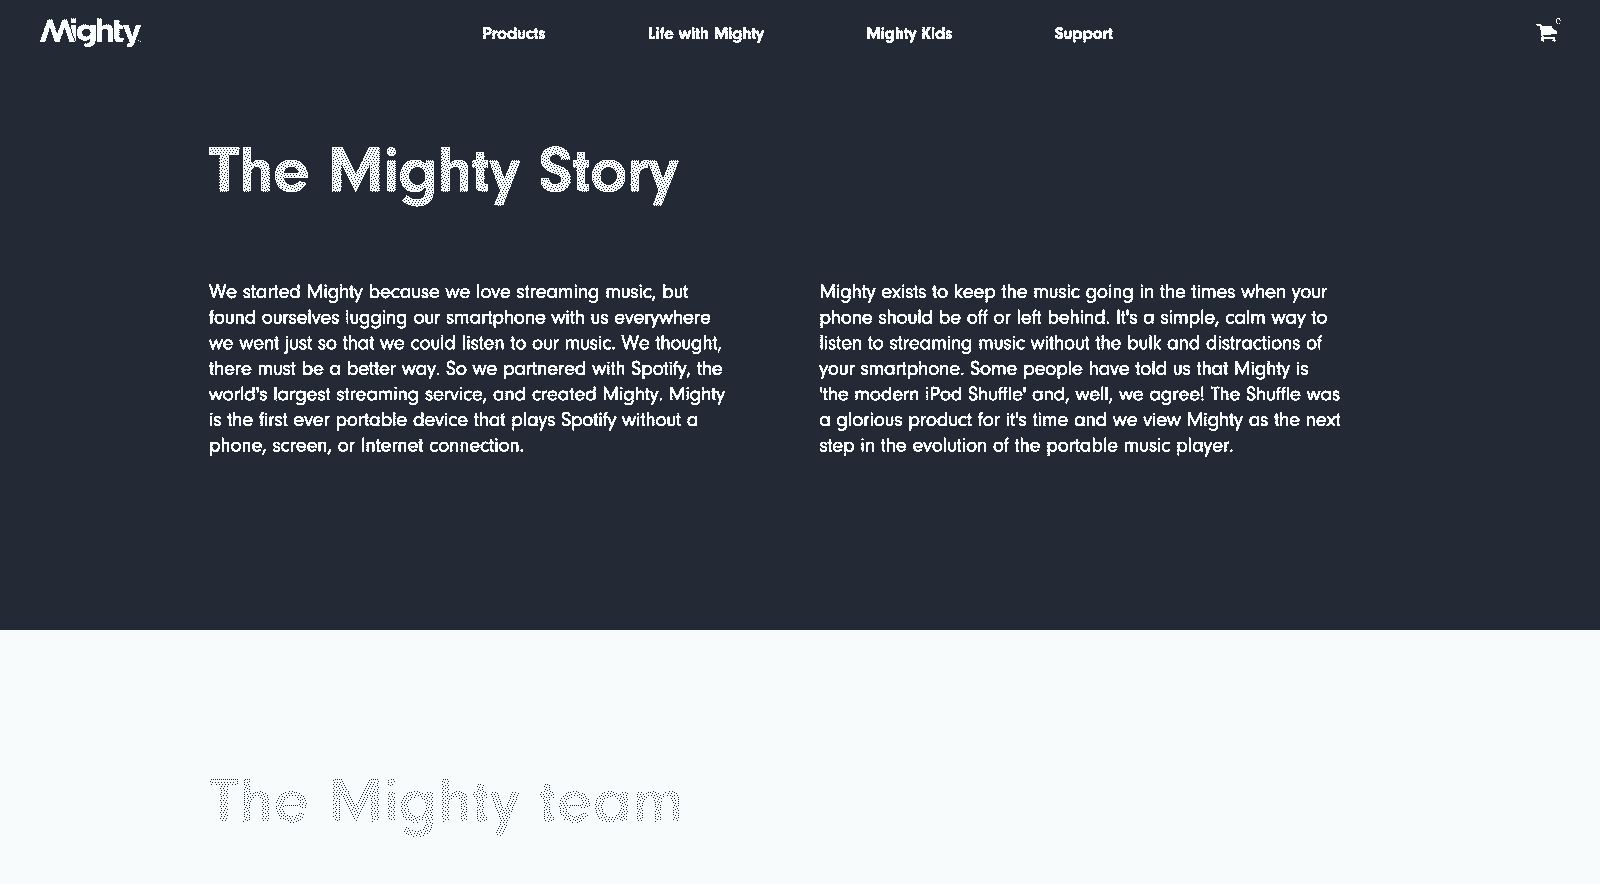 Mighty
Products
Life with Mighty
Mighty Kids
Support
0
The Mighty Story
We started Mighty because we love streaming music, but
found ourselves lugging our smartphone with us everywhere
we went just so that we could listen to our music. We thought,
there must be a better way. So we partnered with Spotify, the
world's largest streaming service, and created Mighty. Mighty
is the first ever portable device that plays Spotify without a
phone, screen, or Internet connection.
Mighty exists to keep the music going in the times when your
phone should be off or left behind. It's a simple, calm way to
listen to streaming music without the bulk and distractions of
your smartphone. Some people have told us that Mighty is
'the modern iPod Shuffle' and, well, we agree! The Shuffle was
a glorious product for it's time and we view Mighty as the next
step in the evolution of the portable music player.
The Mighty team